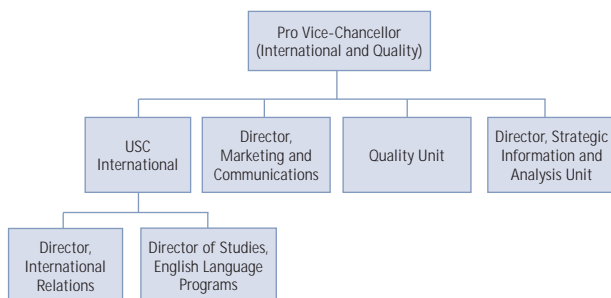 Pro Vice-Chancellor
(International and Quality)
USC
International
Director,
Marketing and
Communications
Quality Unit
Director, Strategic
Information and
Analysis Unit
Director,
International
Relations
Director of Studies,
English Language
Programs